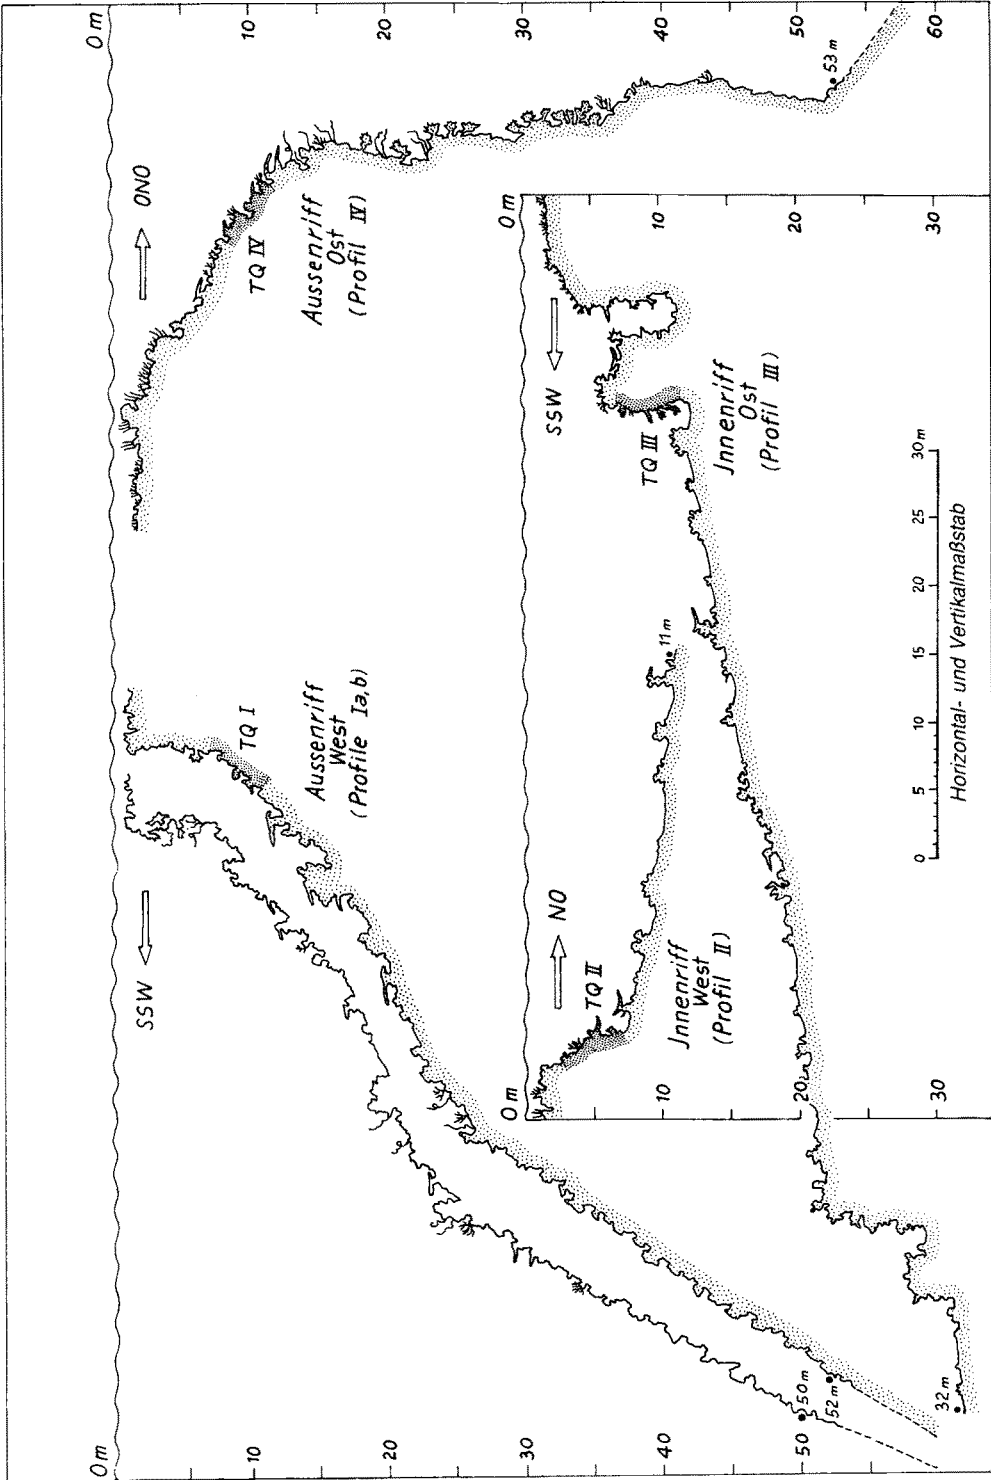 0 m
10
20
30
40
50
60
0 m
10
20
30
40
50
ONO
TQ IV
Aussenriff
Ost
(Profil IV)
53 m
SSW
TQ I
Aussenriff
West
(Profile Ia,b)
50 m
52 m
0 m
10
20
30
0 m
10
20
30
SSW
TQ III
Jnnenriff
Ost
(Profil III)
11 m
NO
TQ II
Jnnenriff
West
(Profil II)
32 m
0
5
10
15
20
25
30 m
Horizontal- und Vertikalmaßstab